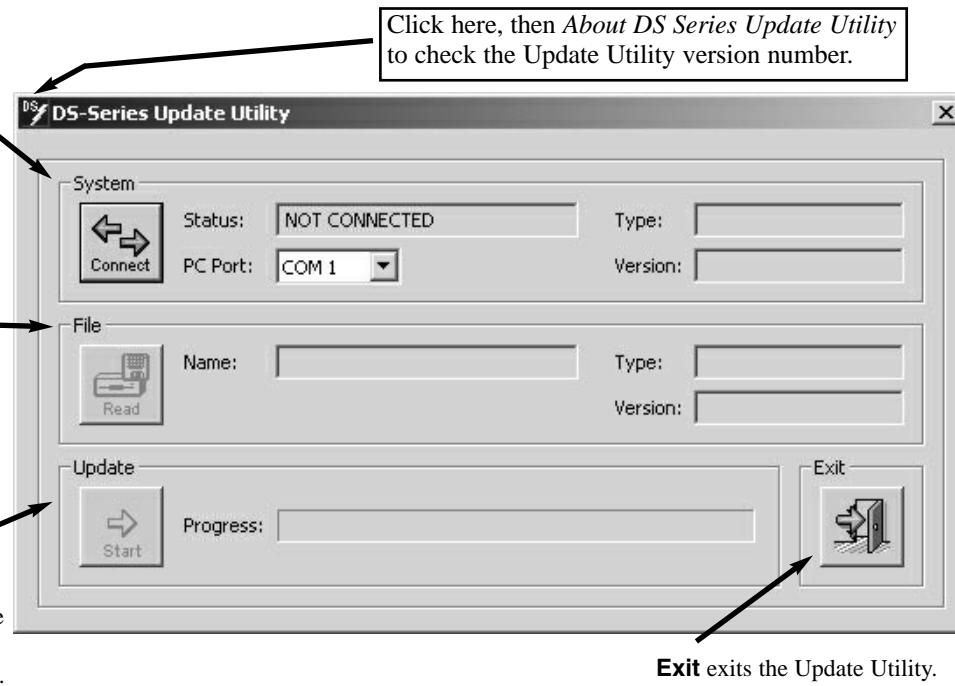 Click here, then About DS Series Update Utility
to check the Update Utility version number.
DS DS-Series Update Utility
System
Connect
Status: NOT CONNECTED
Type:
PC Port: COM 1
Version:
File
Read
Name:
Type:
Version:
Update
Start
Progress:
Exit
e
.
Exit exits the Update Utility.